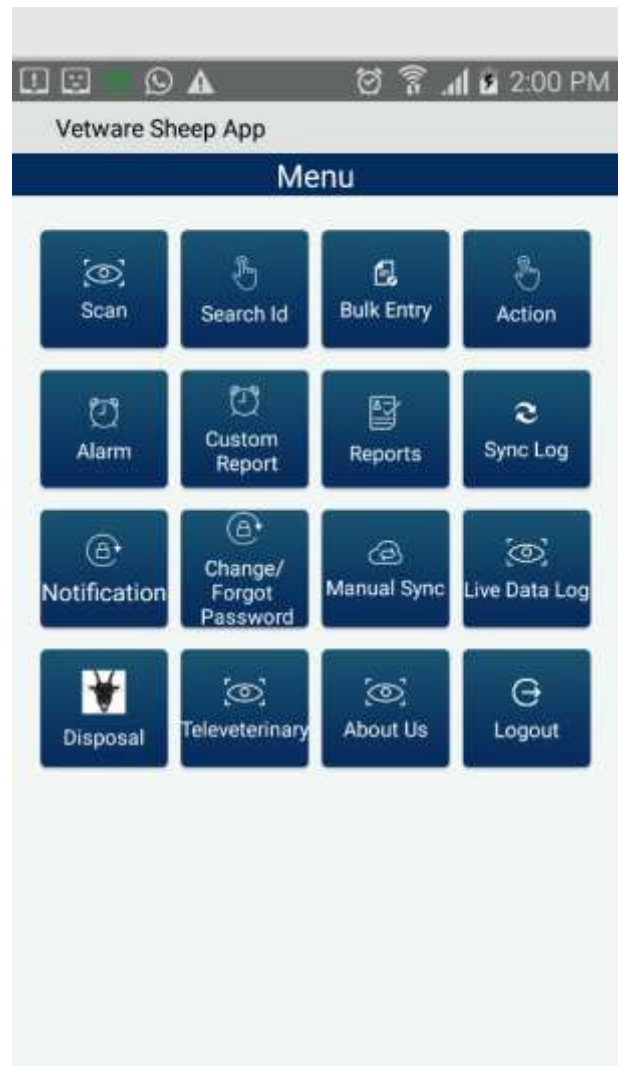 2:00 PM
Vetware Sheep App
Menu
Scan
Search Id
Bulk Entry
Action
Alarm
Custom
Report
Reports
Sync Log
Notification
Change/
Forgot
Password
Manual Sync
Live Data Log
Disposal
Televeterinary
About Us
Logout